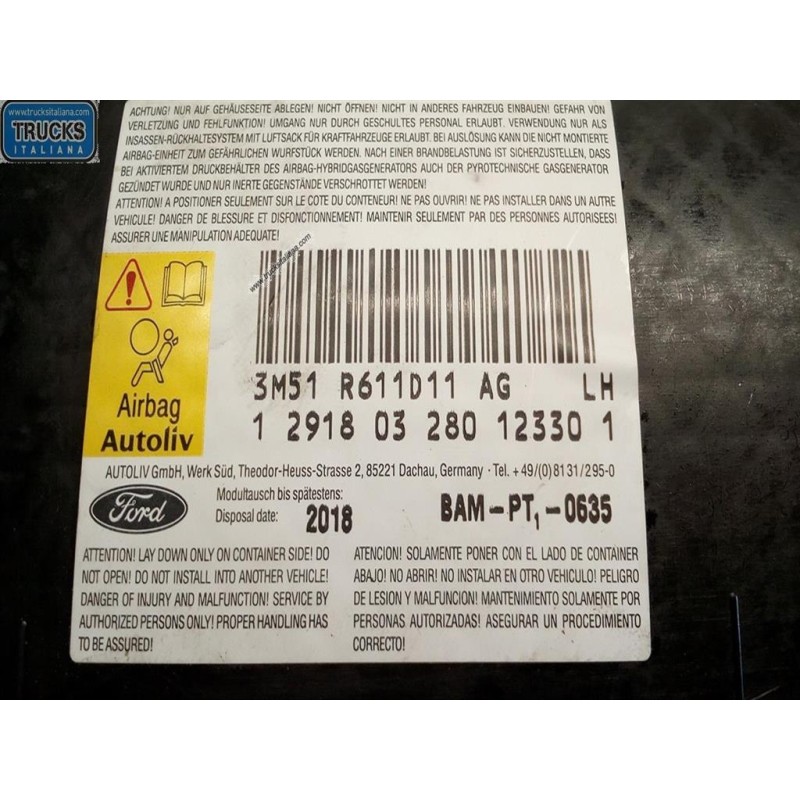 www.trucksitaliana.com
TRUCKS
ITALIANA
ACHTUNG! NUR AUF GEHÄUSESEITE ABLEGEN! NICHT ÖFFNEN! NICHT IN ANDERES FAHRZEUG EINBAUEN! GEFAHR VON
VERLETZUNG UND FEHLFUNKTION! UMGANG NUR DURCH GESCHULTES PERSONAL ERLAUBT. VERWENDUNG NUR ALS
INSASSEN-RÜCKHALTESYSTEM MIT LUFTSACK FÜR KRAFTFAHRZEUGE ERLAUBT. BEI AUSLÖSUNG KANN DIE NICHT MONTIERTE
AIRBAG-EINHEIT ZUM GEFÄHRLICHEN WURFSTÜCK WERDEN. NACH EINER BRANDBELASTUNG IST SICHERZUSTELLEN, DASS
BEI AKTIVIERTEM DRUCKBEHÄLTER DES AIRBAG-HYBRIDGASGENERATORS AUCH DER PYROTECHNISCHE GASGENERATOR
GEZÜNDET WURDE UND NUR INERTE GEGENSTÄNDE VERSCHROTTET WERDEN!
ATTENTION! A POSITIONER SEULEMENT SUR LE COTE DU CONTENEUR! NE PAS OUVRIR! NE PAS INSTALLER DANS UN AUTRE
VEHICULE! DANGER DE BLESSURE ET DISFONCTIONNEMENT! MAINTENIR SEULEMENT PAR DES PERSONNES AUTORISEES!
ASSURER UNE MANIPULATION ADEQUATE!
www.trucksitaliana.com
3M51 R611D11 AG LH
1 2918 03 280 12330 1
Airbag
Autoliv
AUTOLIV GmbH, Werk Süd, Theodor-Heuss-Strasse 2, 85221 Dachau, Germany · Tel. +49/(0)8131/295-0
Ford
Modultausch bis spätestens:
Disposal date: 2018
BAM-PT1-0635
ATTENTION! LAY DOWN ONLY ON CONTAINER SIDE! DO
NOT OPEN! DO NOT INSTALL INTO ANOTHER VEHICLE!
DANGER OF INJURY AND MALFUNCTION! SERVICE BY
AUTHORIZED PERSONS ONLY! PROPER HANDLING HAS
TO BE ASSURED!
ATENCION! SOLAMENTE PONER CON EL LADO DE CONTAINER
ABAJO! NO ABRIR! NO INSTALAR EN OTRO VEHICULO! PELIGRO
DE LESION Y MALFUNCION! MANTENIMIENTO SOLAMENTE POR
PERSONAS AUTORIZADAS! ASEGURAR UN PROCEDIMIENTO
CORRECTO!